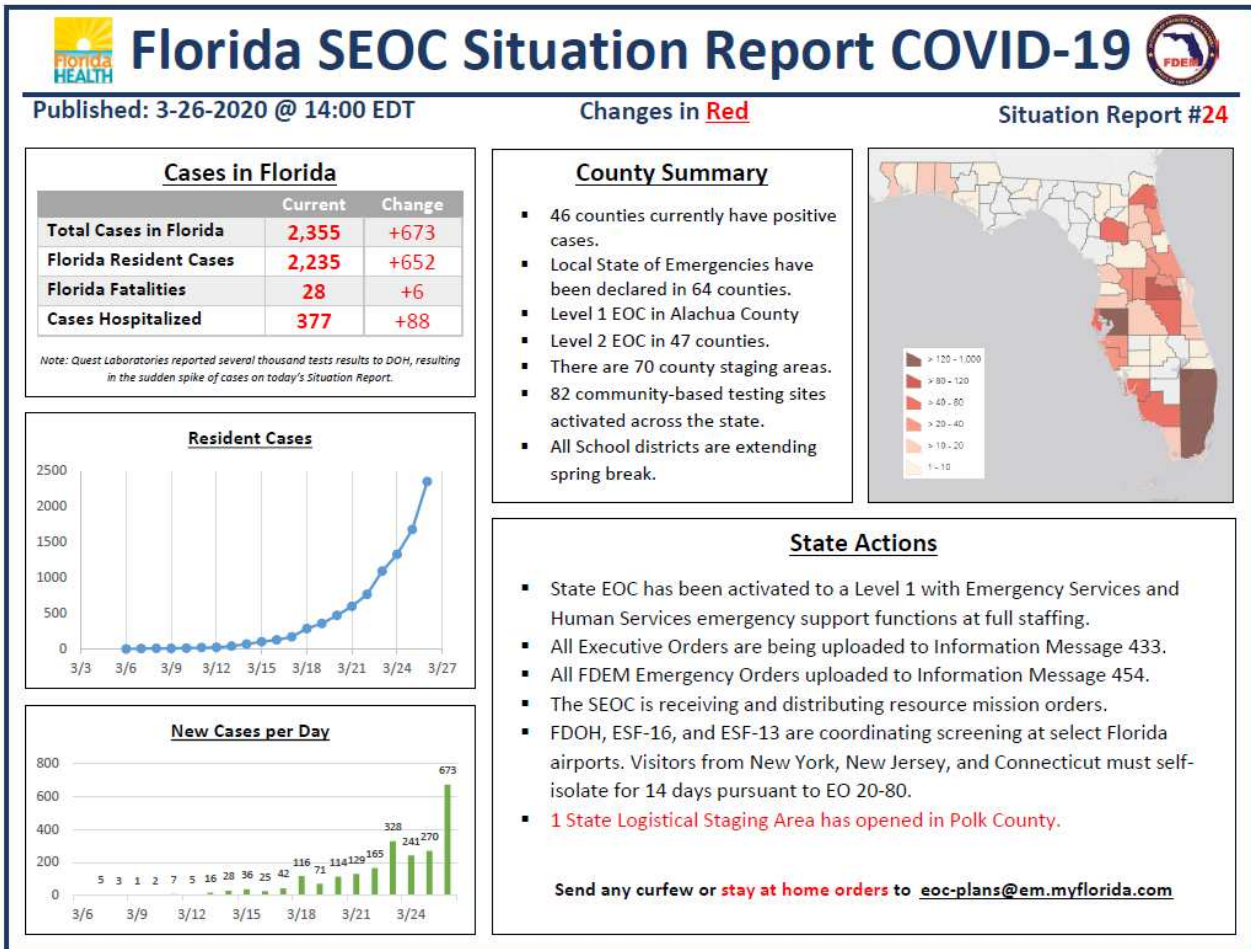 Florida
HEALTH
Florida SEOC Situation Report COVID-19
FDEM
Published: 3-26-2020 @ 14:00 EDT
Changes in Red
Situation Report #24
Cases in Florida
Current Change
Total Cases in Florida 2,355 +673
Florida Resident Cases 2,235 +652
Florida Fatalities 28 +6
Cases Hospitalized 377 +88
Note: Quest Laboratories reported several thousand tests results to DOH, resulting
in the sudden spike of cases on today's Situation Report.
Resident Cases
2500
2000
1500
1000
500
0
3/3 3/6 3/9 3/12 3/15 3/18 3/21 3/24 3/27
New Cases per Day
800
600
400
200
0
5 3 1 2 7 5 16 28 36 25 42 116 71 114 129 165 328 241 270 673
3/6 3/9 3/12 3/15 3/18 3/21 3/24
County Summary
▪ 46 counties currently have positive
cases.
▪ Local State of Emergencies have
been declared in 64 counties.
▪ Level 1 EOC in Alachua County
▪ Level 2 EOC in 47 counties.
▪ There are 70 county staging areas.
▪ 82 community-based testing sites
activated across the state.
▪ All School districts are extending
spring break.
> 120 - 1,000
> 80 - 120
> 40 - 80
> 20 - 40
> 10 - 20
1 - 10
State Actions
▪ State EOC has been activated to a Level 1 with Emergency Services and
Human Services emergency support functions at full staffing.
▪ All Executive Orders are being uploaded to Information Message 433.
▪ All FDEM Emergency Orders uploaded to Information Message 454.
▪ The SEOC is receiving and distributing resource mission orders.
▪ FDOH, ESF-16, and ESF-13 are coordinating screening at select Florida
airports. Visitors from New York, New Jersey, and Connecticut must self-
isolate for 14 days pursuant to EO 20-80.
▪ 1 State Logistical Staging Area has opened in Polk County.
Send any curfew or stay at home orders to eoc-plans@em.myflorida.com